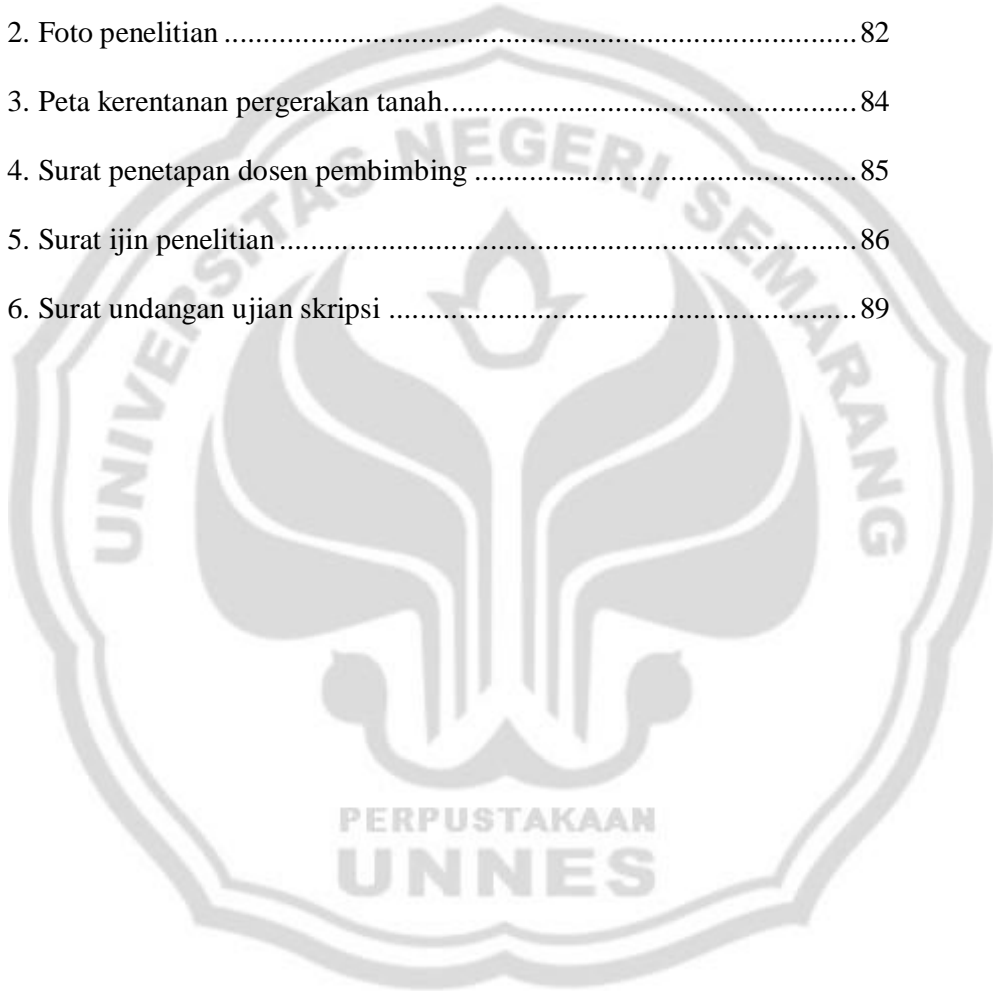 2. Foto penelitian ........................................................................... 82
3. Peta kerentanan pergerakan tanah................................................. 84
4. Surat penetapan dosen pembimbing .............................................. 85
5. Surat ijin penelitian ..................................................................... 86
6. Surat undangan ujian skripsi ........................................................ 89
UNIVERSITAS NEGERI SEMARANG
PERPUSTAKAAN
UNNES